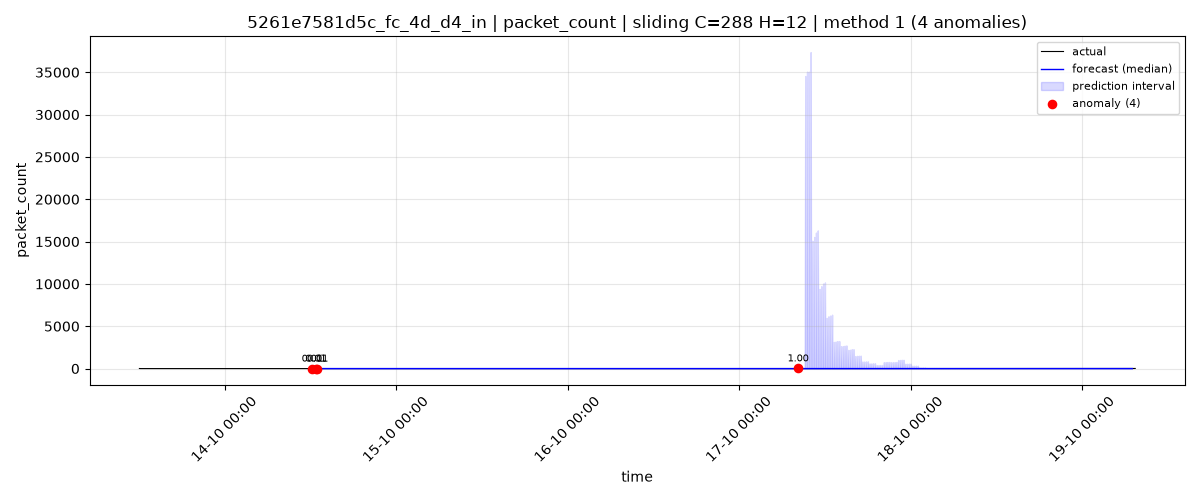 5261e7581d5c_fc_4d_d4_in | packet_count | sliding C=288 H=12 | method 1 (4 anomalies)
actual
forecast (median)
prediction interval
anomaly (4)
packet_count
35000
30000
25000
20000
15000
10000
5000
0
1.00
14-10 00:00
15-10 00:00
16-10 00:00
17-10 00:00
18-10 00:00
19-10 00:00
time